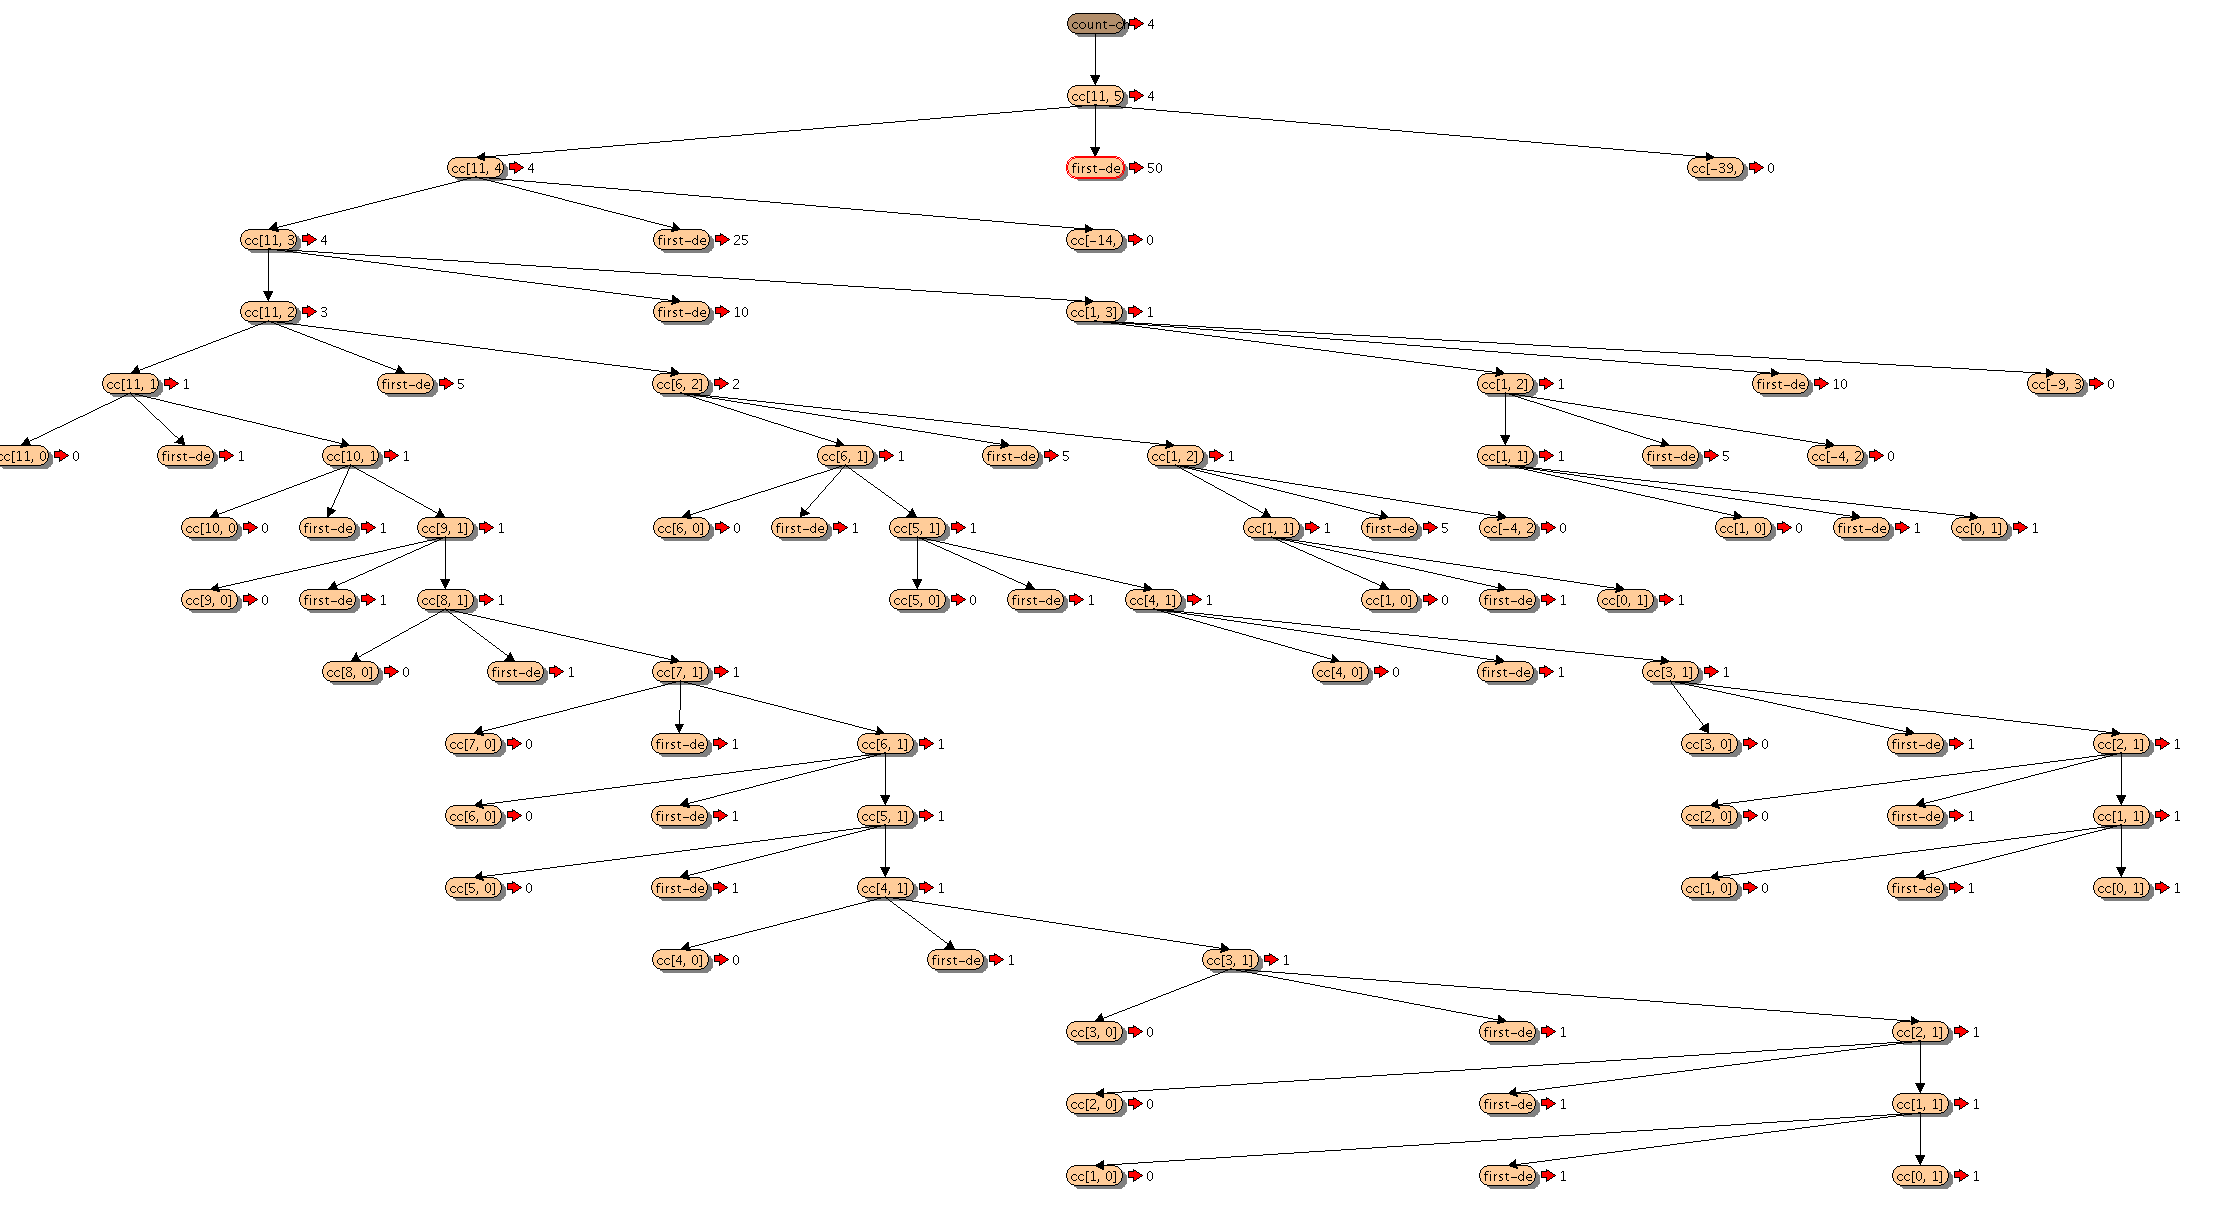 count-ch 4
cc[11, 5 4
cc[11, 4 4 first-de 50 cc[-39, 0
cc[11, 3 4 first-de 25 cc[-14, 0
cc[11, 2 3 first-de 10 cc[1, 3] 1
cc[11, 1 1 first-de 5 cc[6, 2] 2 cc[1, 2] 1 first-de 10 cc[-9, 3 0
cc[11, 0 0 first-de 1 cc[10, 1 1 cc[6, 1] 1 first-de 5 cc[1, 2] 1 cc[1, 1] 1 first-de 5 cc[-4, 2 0
cc[10, 0 0 first-de 1 cc[9, 1] 1 cc[6, 0] 0 first-de 1 cc[5, 1] 1 cc[1, 1] 1 first-de 5 cc[-4, 2 0 cc[1, 0] 0 first-de 1 cc[0, 1] 1
cc[9, 0] 0 first-de 1 cc[8, 1] 1 cc[5, 0] 0 first-de 1 cc[4, 1] 1 cc[1, 0] 0 first-de 1 cc[0, 1] 1
cc[8, 0] 0 first-de 1 cc[7, 1] 1 cc[4, 0] 0 first-de 1 cc[3, 1] 1
cc[7, 0] 0 first-de 1 cc[6, 1] 1 cc[3, 0] 0 first-de 1 cc[2, 1] 1
cc[6, 0] 0 first-de 1 cc[5, 1] 1 cc[2, 0] 0 first-de 1 cc[1, 1] 1
cc[5, 0] 0 first-de 1 cc[4, 1] 1 cc[1, 0] 0 first-de 1 cc[0, 1] 1
cc[4, 0] 0 first-de 1 cc[3, 1] 1
cc[3, 0] 0 first-de 1 cc[2, 1] 1
cc[2, 0] 0 first-de 1 cc[1, 1] 1
cc[1, 0] 0 first-de 1 cc[0, 1] 1